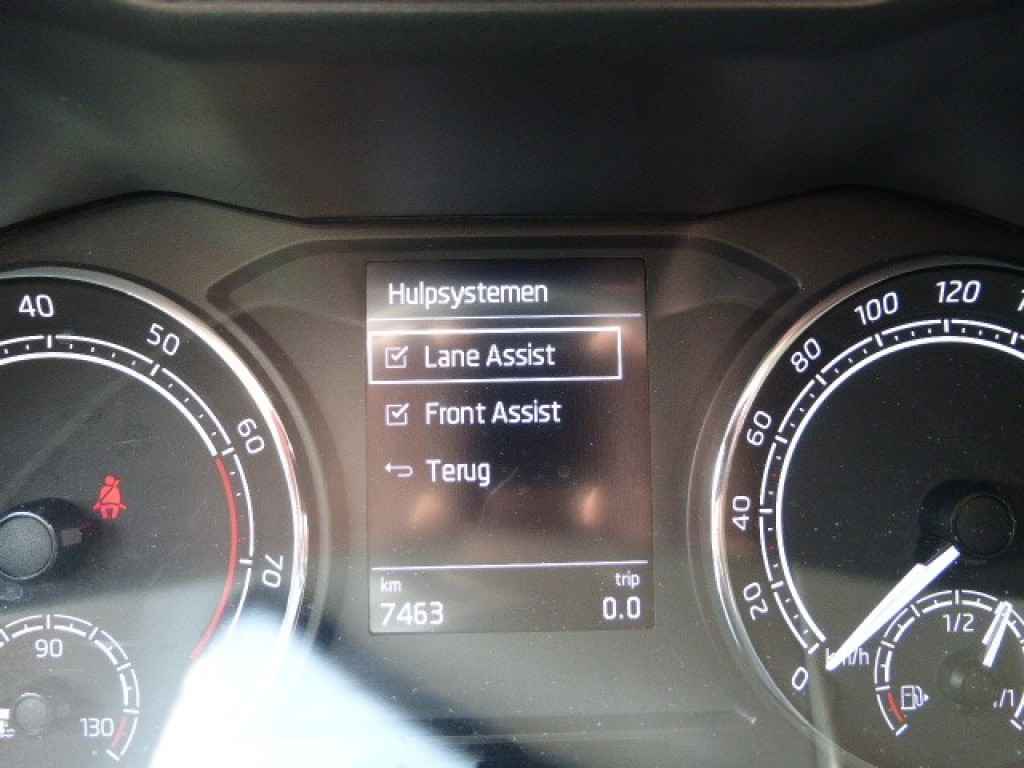 Hulpsystemen
Lane Assist
Front Assist
Terug
km
trip
7463
0.0
40
50
60
70
90
130
0
20
40
60
80
100
120
km/h
1/2